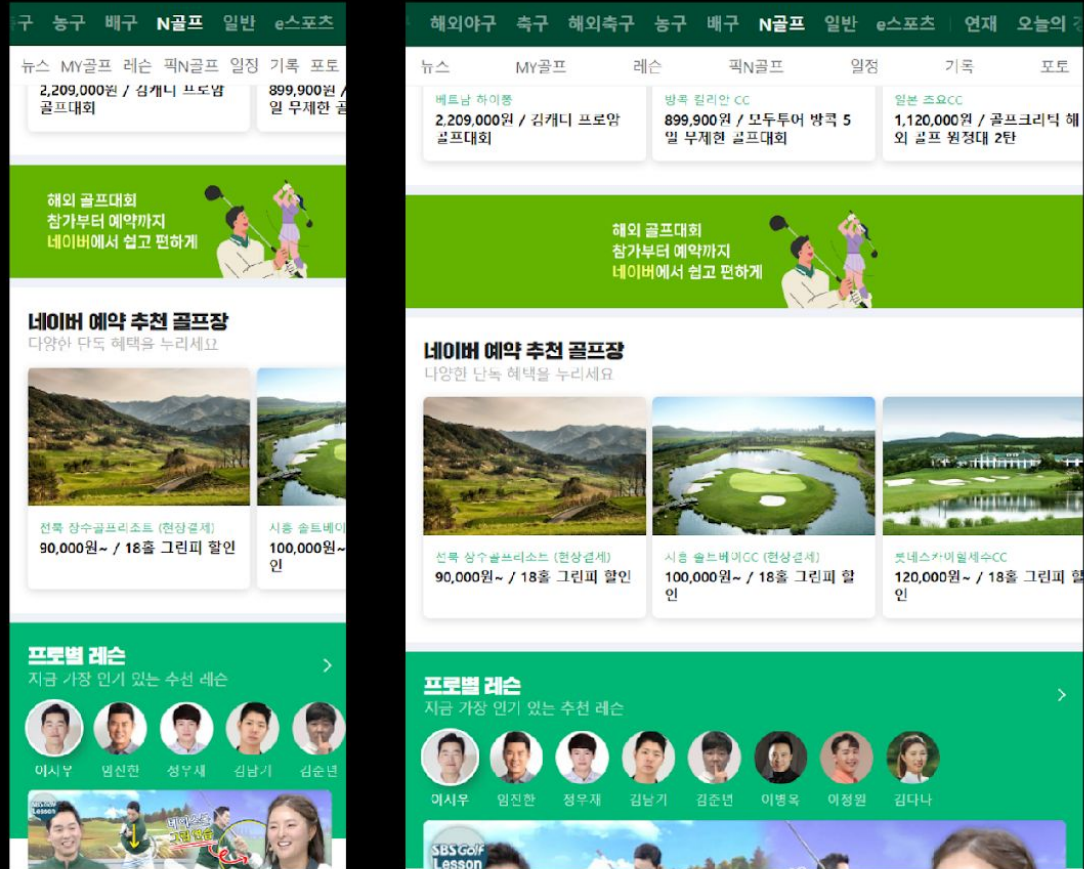 구 농구 배구 N골프 일반 e스포츠
뉴스 MY골프 레슨 픽N골프 일정 기록 포토
2,209,000원 / 김캐디 프로암
골프대회
899,900원 /
일 무제한 골
해외 골프대회
참가부터 예약까지
네이버에서 쉽고 편하게
네이버 예약 추천 골프장
다양한 단독 혜택을 누리세요
전북 장수골프리조트 (현장결제)
90,000원~ / 18홀 그린피 할인
시흥 솔트베이
100,000원~
인
프로별 레슨
지금 가장 인기 있는 추천 레슨
이시우 임진한 정우재 김남기 김준년
SBS Golf
Lesson
해외야구 축구 해외축구 농구 배구 N골프 일반 e스포츠 연재 오늘의
뉴스 MY골프 레슨 픽N골프 일정 기록 포토
베트남 하이퐁
2,209,000원 / 김캐디 프로암
골프대회
방콕 킬리안 CC
899,900원 / 모두투어 방콕 5
일 무제한 골프대회
일본 조요CC
1,120,000원 / 골프크리틱 해
외 골프 원정대 2탄
해외 골프대회
참가부터 예약까지
네이버에서 쉽고 편하게
네이버 예약 추천 골프장
다양한 단독 혜택을 누리세요
전북 장수골프리조트 (현장결제)
90,000원~ / 18홀 그린피 할인
시흥 솔트베이CC (현장결제)
100,000원~ / 18홀 그린피 할
인
롯데스카이힐제주CC
120,000원~ / 18홀 그린피 할
인
프로별 레슨
지금 가장 인기 있는 추천 레슨
이시우 임진한 정우재 김남기 김준년 이병옥 이정원 김다나
SBS Golf
Lesson